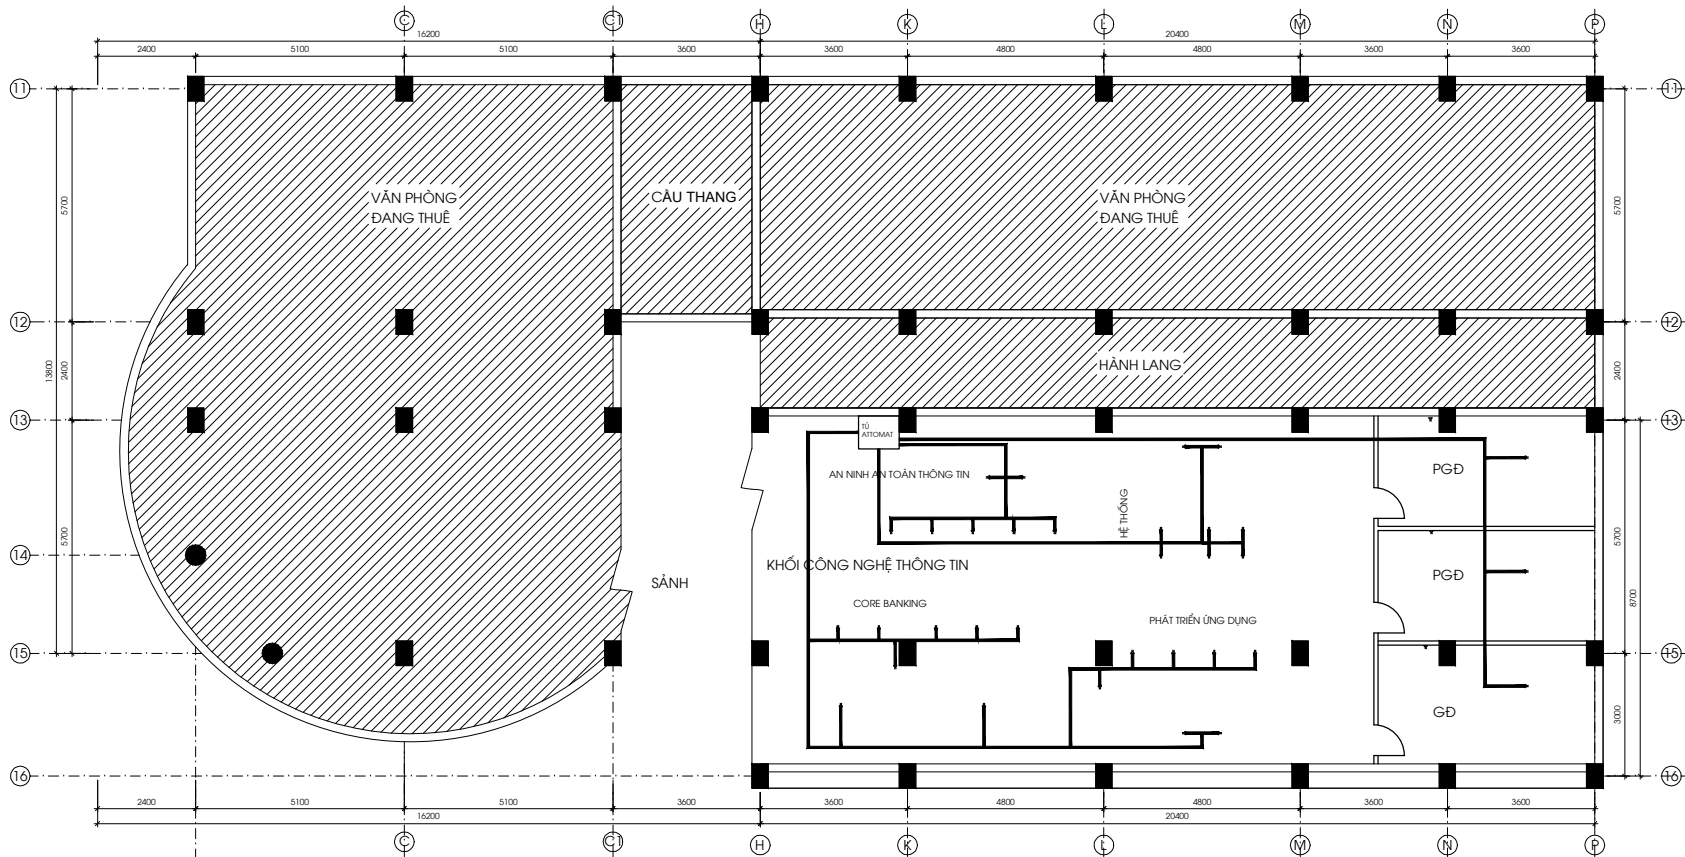 C C1 H K L M N P
16200 20400
2400 5100 5100 3600 3600 4800 4800 3600 3600
11 11
VĂN PHÒNG
ĐANG THUÊ
CẦU THANG
VĂN PHÒNG
ĐANG THUÊ
5700 5700
12 12
13800 2400 2400
HÀNH LANG
13 13
TỦ
ATTOMAT
AN NINH AN TOÀN THÔNG TIN
PGĐ
HỆ THỐNG
5700 5700
14
KHỐI CÔNG NGHỆ THÔNG TIN
PGĐ
SẢNH
8700
CORE BANKING
PHÁT TRIỂN ỨNG DỤNG
15 15
GĐ
3000
16 16
2400 5100 5100 3600 3600 4800 4800 3600 3600
16200 20400
C C1 H K L M N P